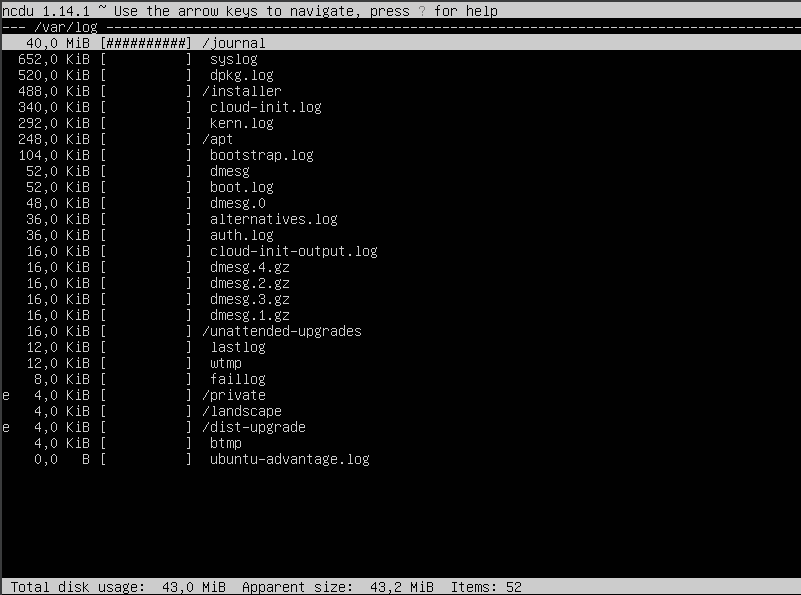 ncdu 1.14.1 ~ Use the arrow keys to navigate, press ? for help
--- /var/log ---------------------------------------------------------------------------------------
   40,0 MiB [##########] /journal
  652,0 KiB [          ]  syslog
  520,0 KiB [          ]  dpkg.log
  488,0 KiB [          ] /installer
  340,0 KiB [          ]  cloud-init.log
  292,0 KiB [          ]  kern.log
  248,0 KiB [          ] /apt
  104,0 KiB [          ]  bootstrap.log
   52,0 KiB [          ]  dmesg
   52,0 KiB [          ]  boot.log
   48,0 KiB [          ]  dmesg.0
   36,0 KiB [          ]  alternatives.log
   36,0 KiB [          ]  auth.log
   16,0 KiB [          ]  cloud-init-output.log
   16,0 KiB [          ]  dmesg.4.gz
   16,0 KiB [          ]  dmesg.2.gz
   16,0 KiB [          ]  dmesg.3.gz
   16,0 KiB [          ]  dmesg.1.gz
   16,0 KiB [          ] /unattended-upgrades
   12,0 KiB [          ]  lastlog
   12,0 KiB [          ]  wtmp
    8,0 KiB [          ]  faillog
e   4,0 KiB [          ] /private
    4,0 KiB [          ] /landscape
e   4,0 KiB [          ] /dist-upgrade
    4,0 KiB [          ]  btmp
    0,0   B [          ]  ubuntu-advantage.log
Total disk usage:  43,0 MiB  Apparent size:  43,2 MiB  Items: 52